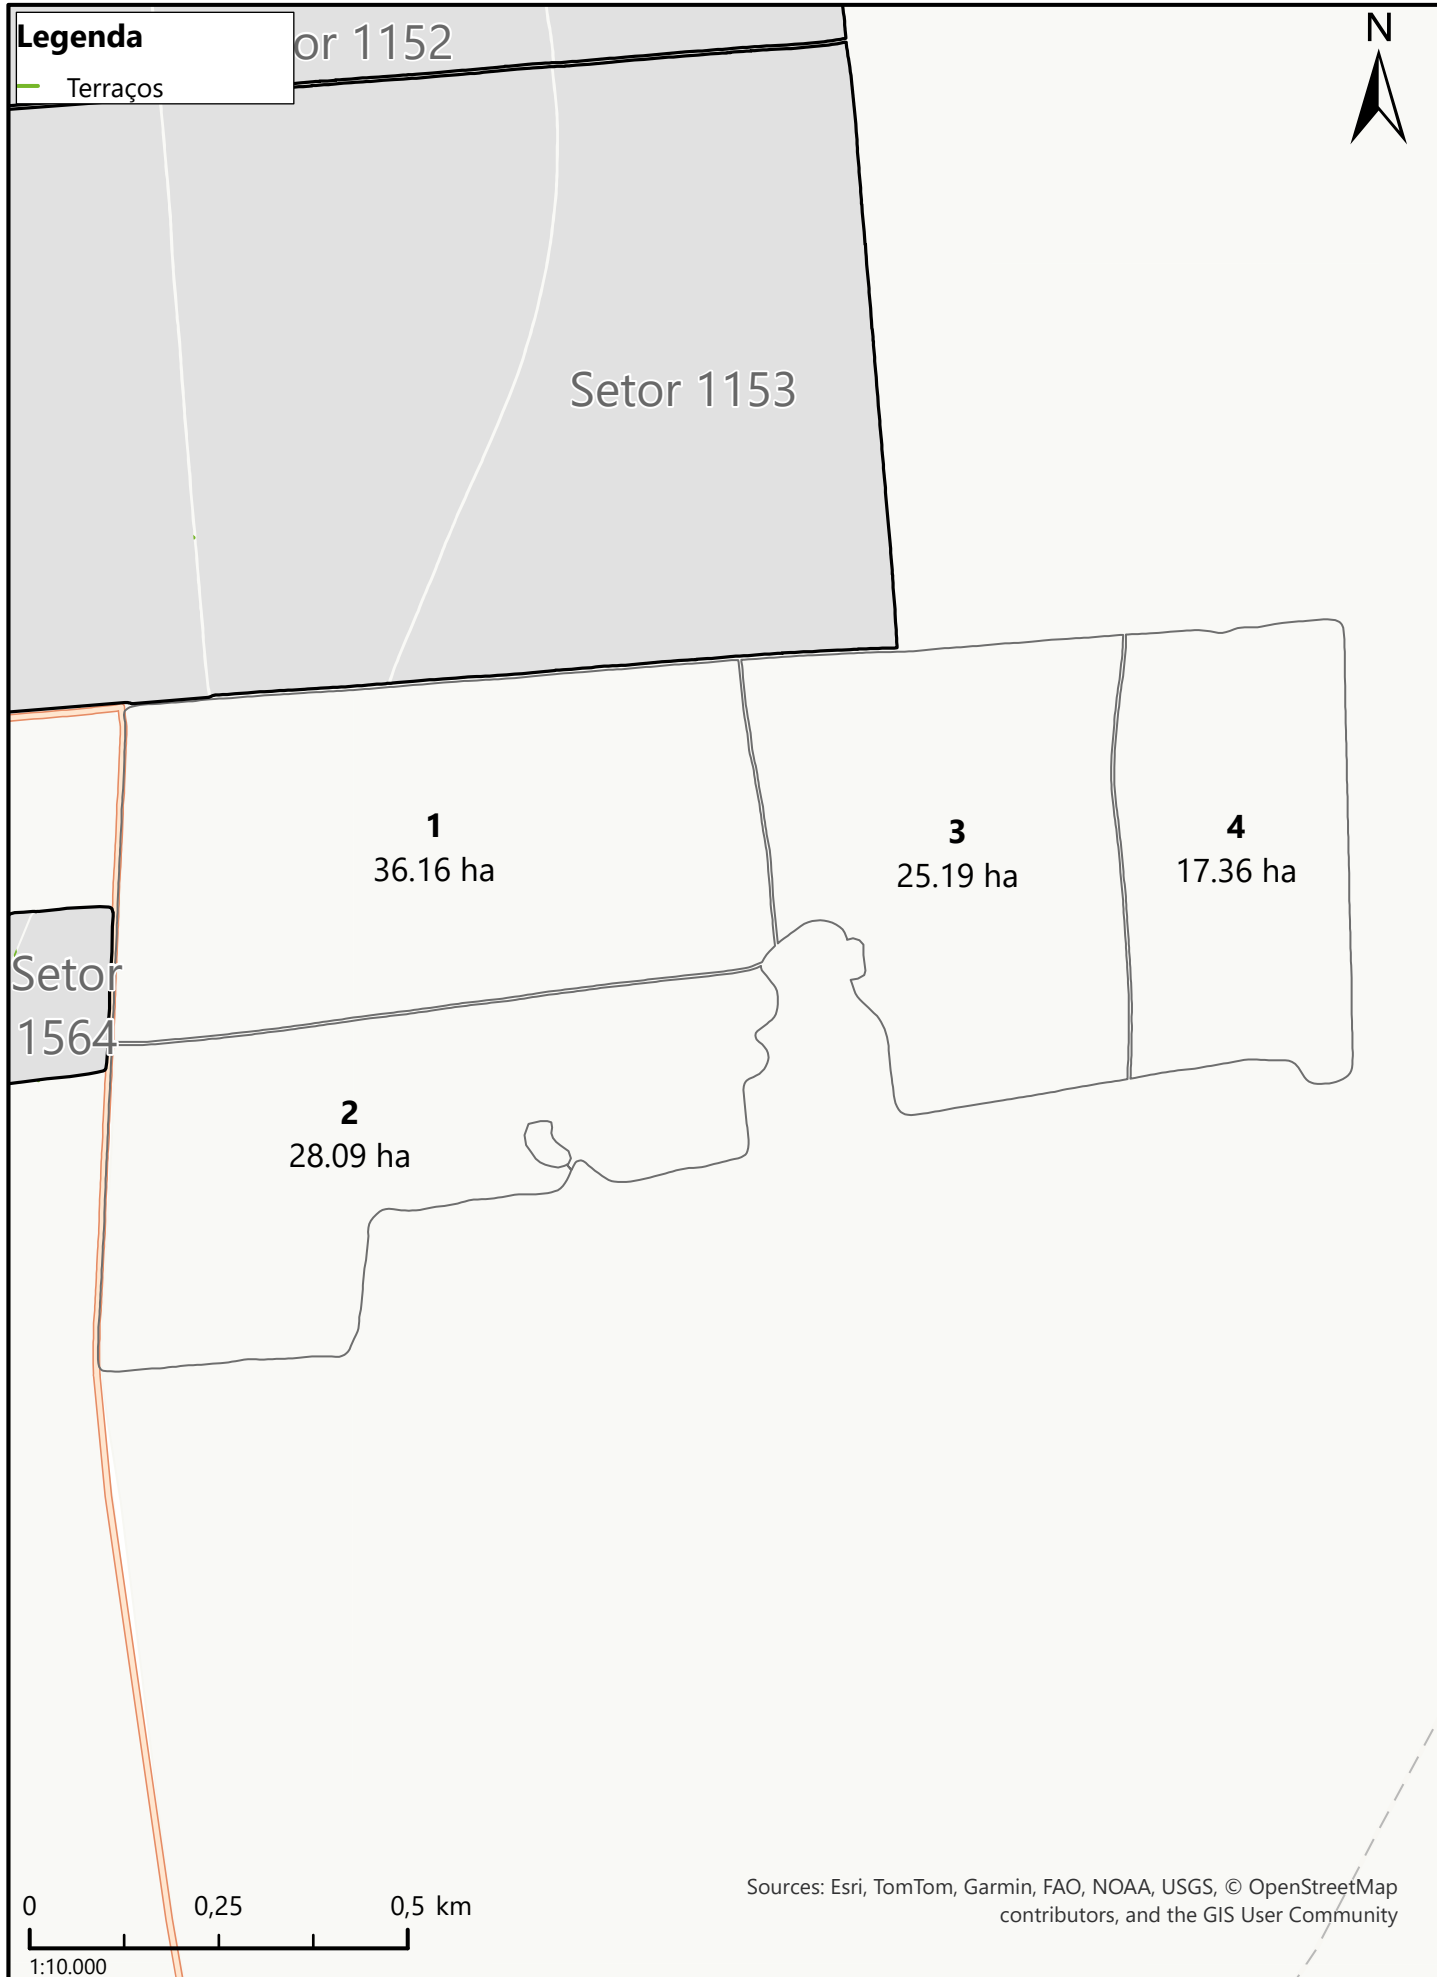 Legenda
or 1152
Terraços
N
Setor 1153
1
36.16 ha
3
25.19 ha
4
17.36 ha
Setor
1564
2
28.09 ha
Sources: Esri, TomTom, Garmin, FAO, NOAA, USGS, © OpenStreetMap
contributors, and the GIS User Community
0 0,25 0,5 km
1:10.000